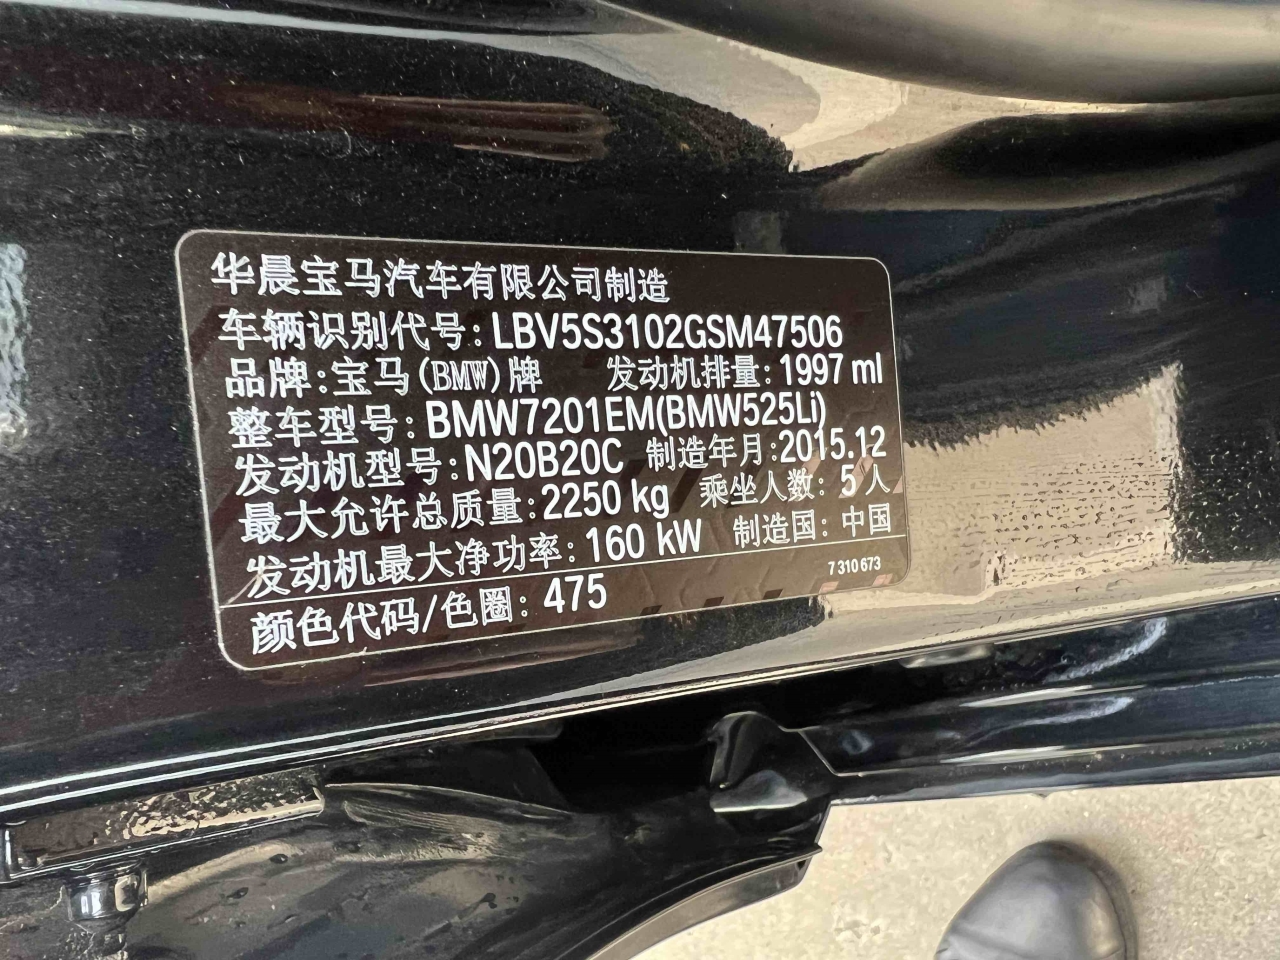 华晨宝马汽车有限公司制造
车辆识别代号:LBV5S3102GSM47506
品牌:宝马(BMW)牌 发动机排量:1997 ml
整车型号:BMW7201EM(BMW525Li)
发动机型号:N20B20C 制造年月:2015.12
最大允许总质量:2250 kg 乘坐人数:5人
发动机最大净功率:160 kW 制造国:中国
7 310 673
颜色代码/色圈:475